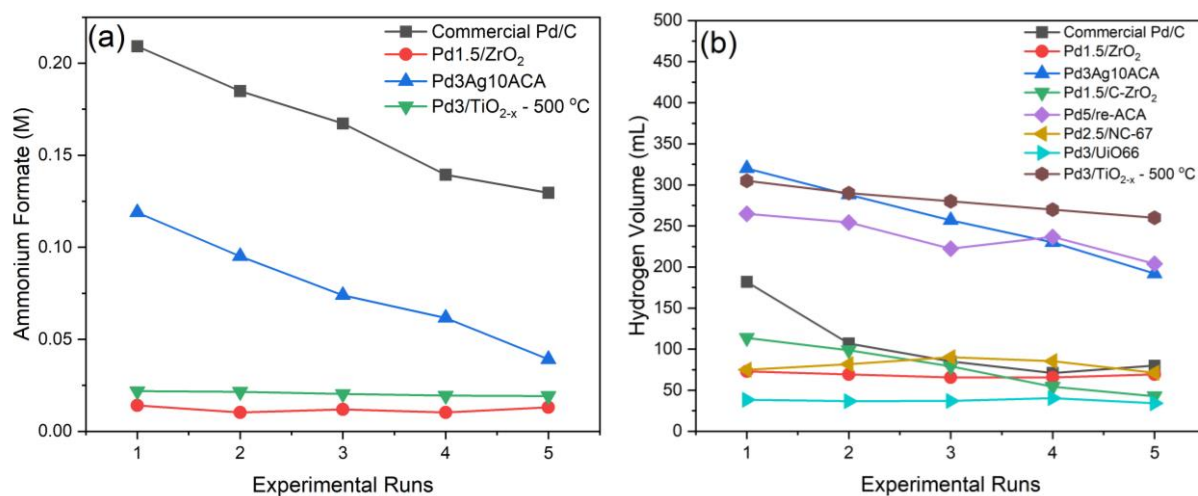 (a)
Commercial Pd/C
Pd1.5/ZrO₂
Pd3Ag10ACA
Pd3/TiO₂₋ₓ - 500 ºC
Ammonium Formate (M)
0.20
0.15
0.10
0.05
0.00
1 2 3 4 5
Experimental Runs
(b)
Commercial Pd/C
Pd1.5/ZrO₂
Pd3Ag10ACA
Pd1.5/C-ZrO₂
Pd5/re-ACA
Pd2.5/NC-67
Pd3/UiO66
Pd3/TiO₂₋ₓ - 500 ºC
Hydrogen Volume (mL)
500
450
400
350
300
250
200
150
100
50
0
1 2 3 4 5
Experimental Runs